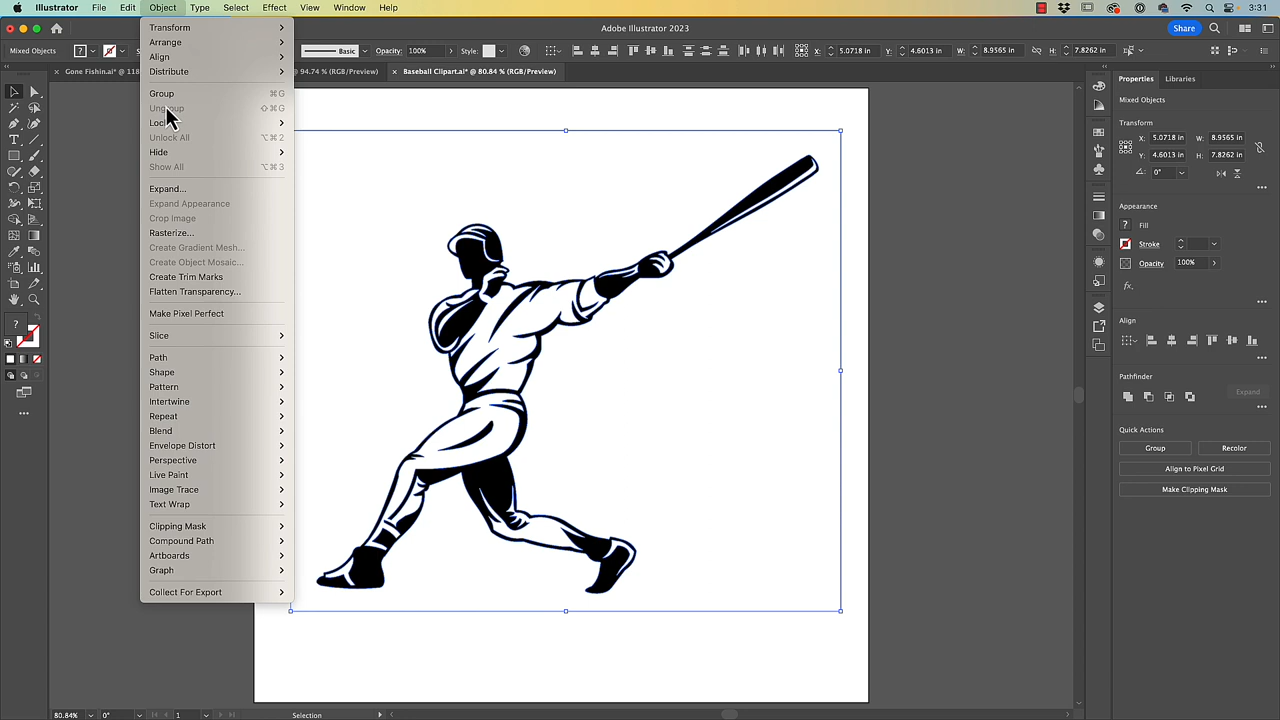 Illustrator File Edit Object Type Select Effect View Window Help 3:31
Adobe Illustrator 2023 Share
Mixed Objects ? Basic Opacity: 100% Style: X: 5.0718 in Y: 4.6013 in W: 8.9565 in H: 7.8262 in
Gone Fishin.ai* @ 118 94.74 % (RGB/Preview) Baseball Clipart.ai* @ 80.84 % (RGB/Preview)
Transform
Arrange
Align
Distribute
Group ⌘G
Ungroup ⇧⌘G
Lock
Unlock All ⌥⌘2
Hide
Show All ⌥⌘3
Expand...
Expand Appearance
Crop Image
Rasterize...
Create Gradient Mesh...
Create Object Mosaic...
Create Trim Marks
Flatten Transparency...
Make Pixel Perfect
Slice
Path
Shape
Pattern
Intertwine
Repeat
Blend
Envelope Distort
Perspective
Live Paint
Image Trace
Text Wrap
Clipping Mask
Compound Path
Artboards
Graph
Collect For Export
?
Properties Libraries
Mixed Objects
Transform
X: 5.0718 in W: 8.9565 in
Y: 4.6013 in H: 7.8262 in
0°
Appearance
? Fill
Stroke
Opacity 100%
fx.
Align
Pathfinder
Expand
Quick Actions
Group Recolor
Align to Pixel Grid
Make Clipping Mask
80.84% 0° 1 Selection